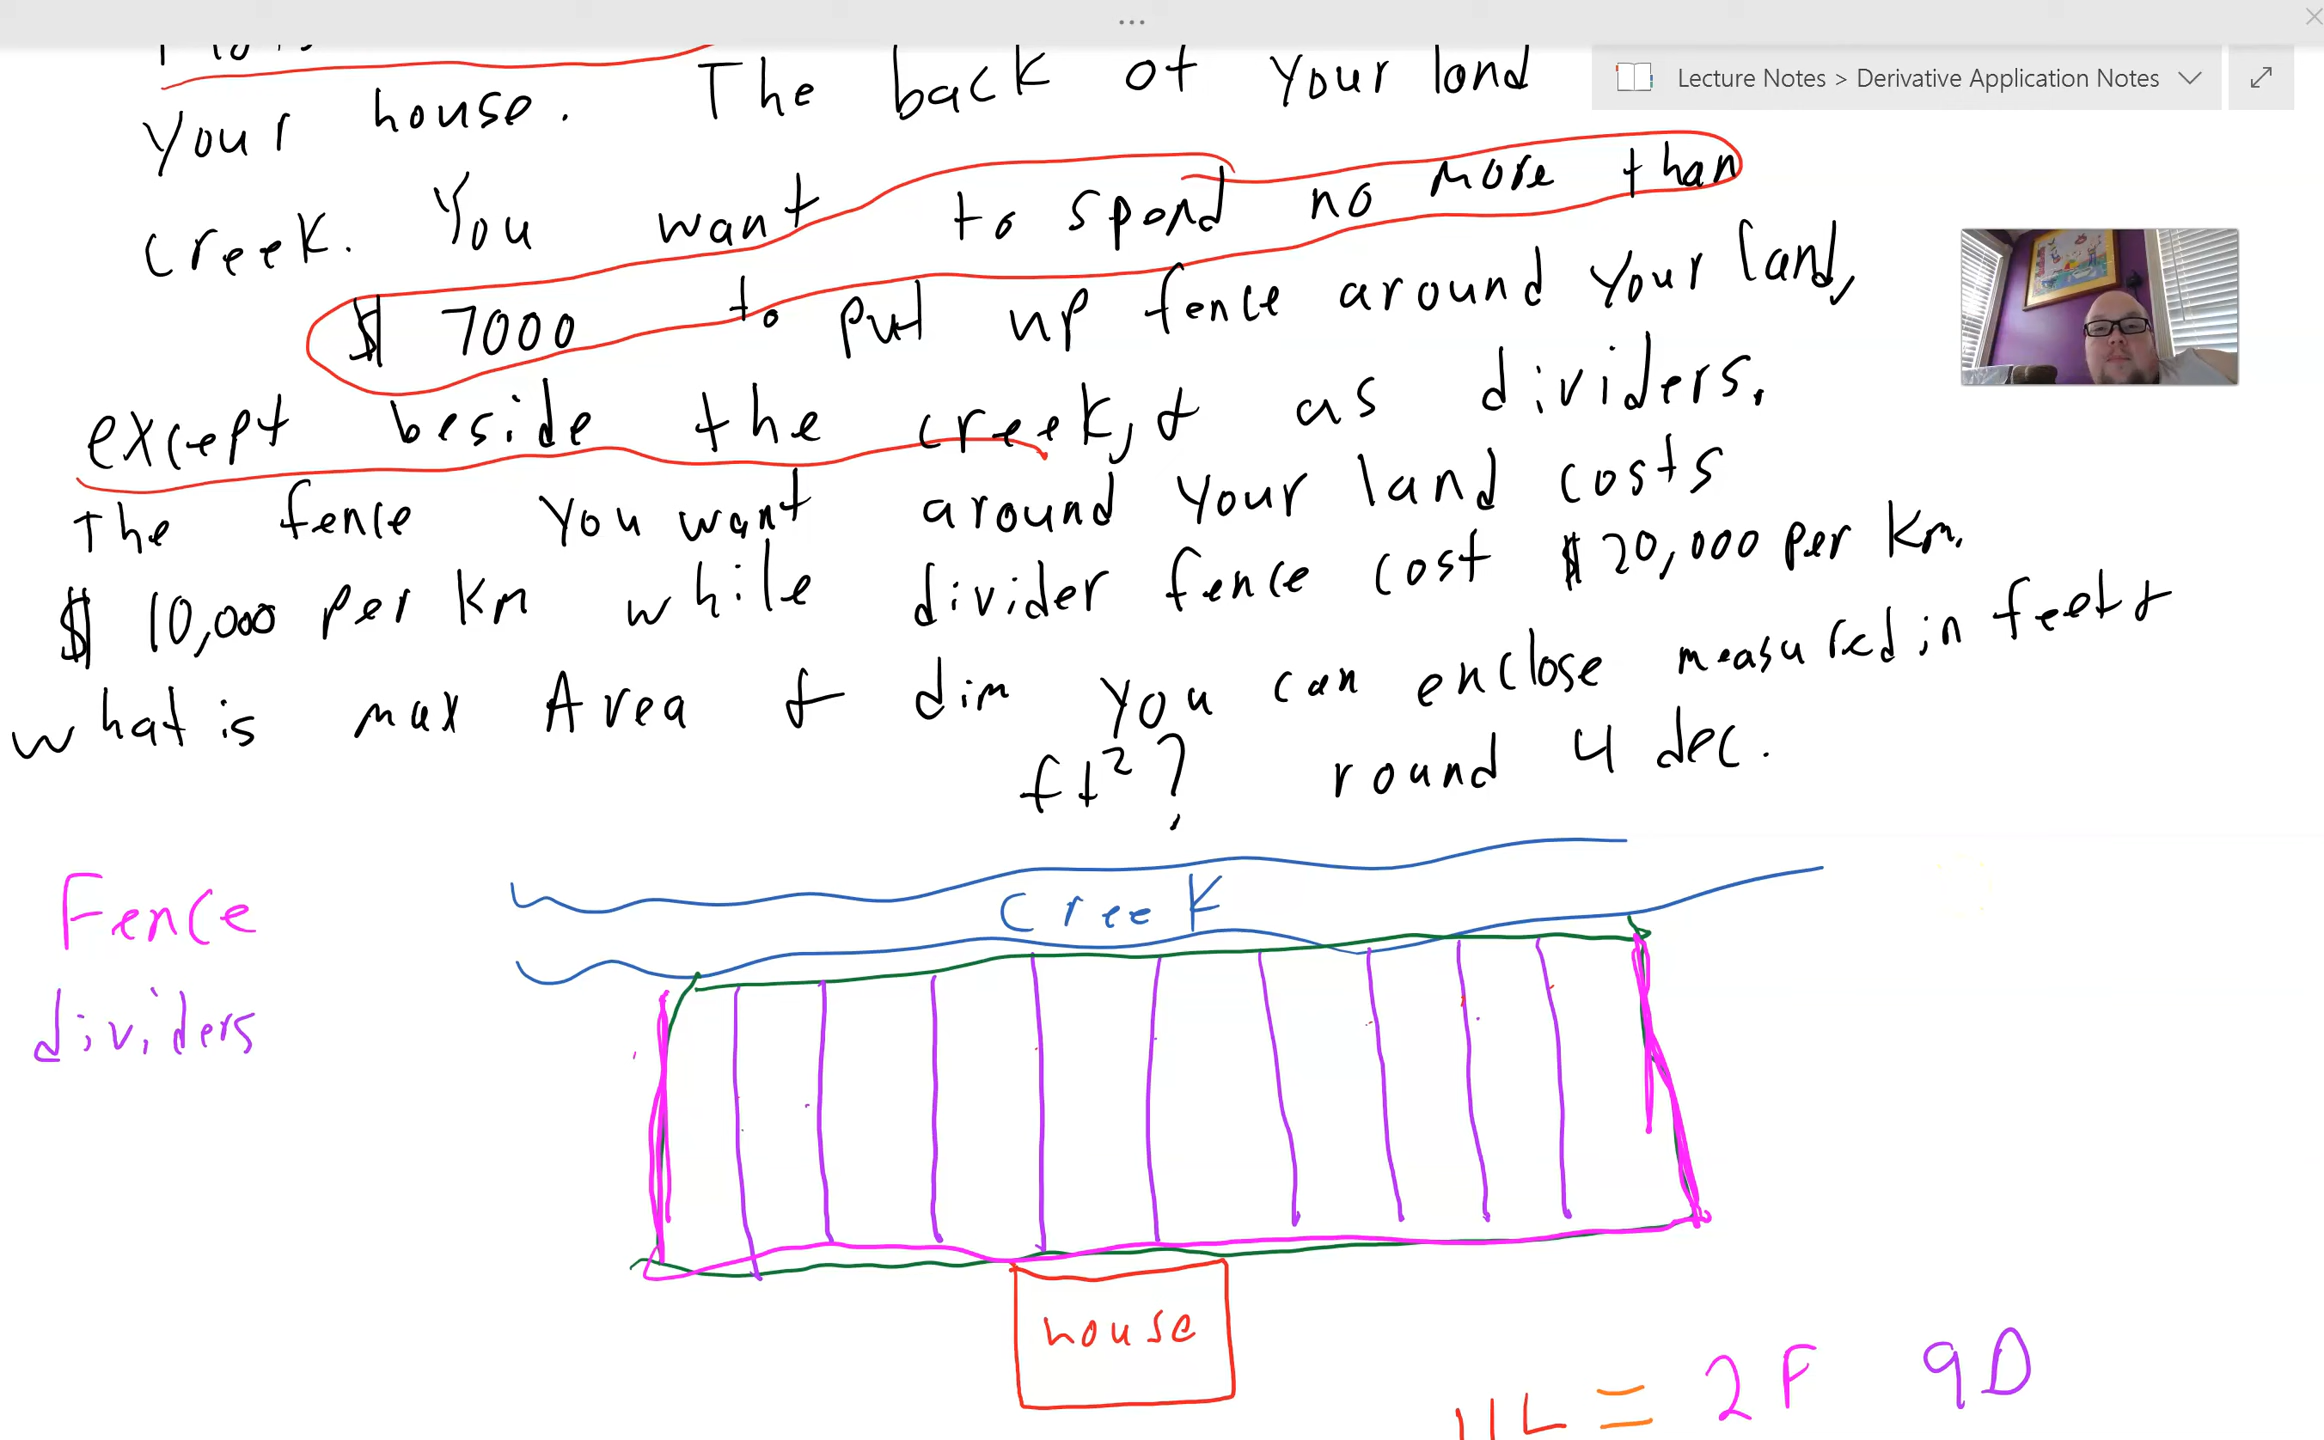 Lecture Notes > Derivative Application Notes
your house. The back of your land
creek. You want to spend no more than
$ 7000 to put up fence around your land,
except beside the creek, & as dividers.
The fence you want around your land costs
$ 10,000 per km while divider fence cost $20,000 per km.
what is max Area & dim you can enclose measured in feet &
ft²? round 4 dec.
Creek
Fence
dividers
house
11L = 2F 9D